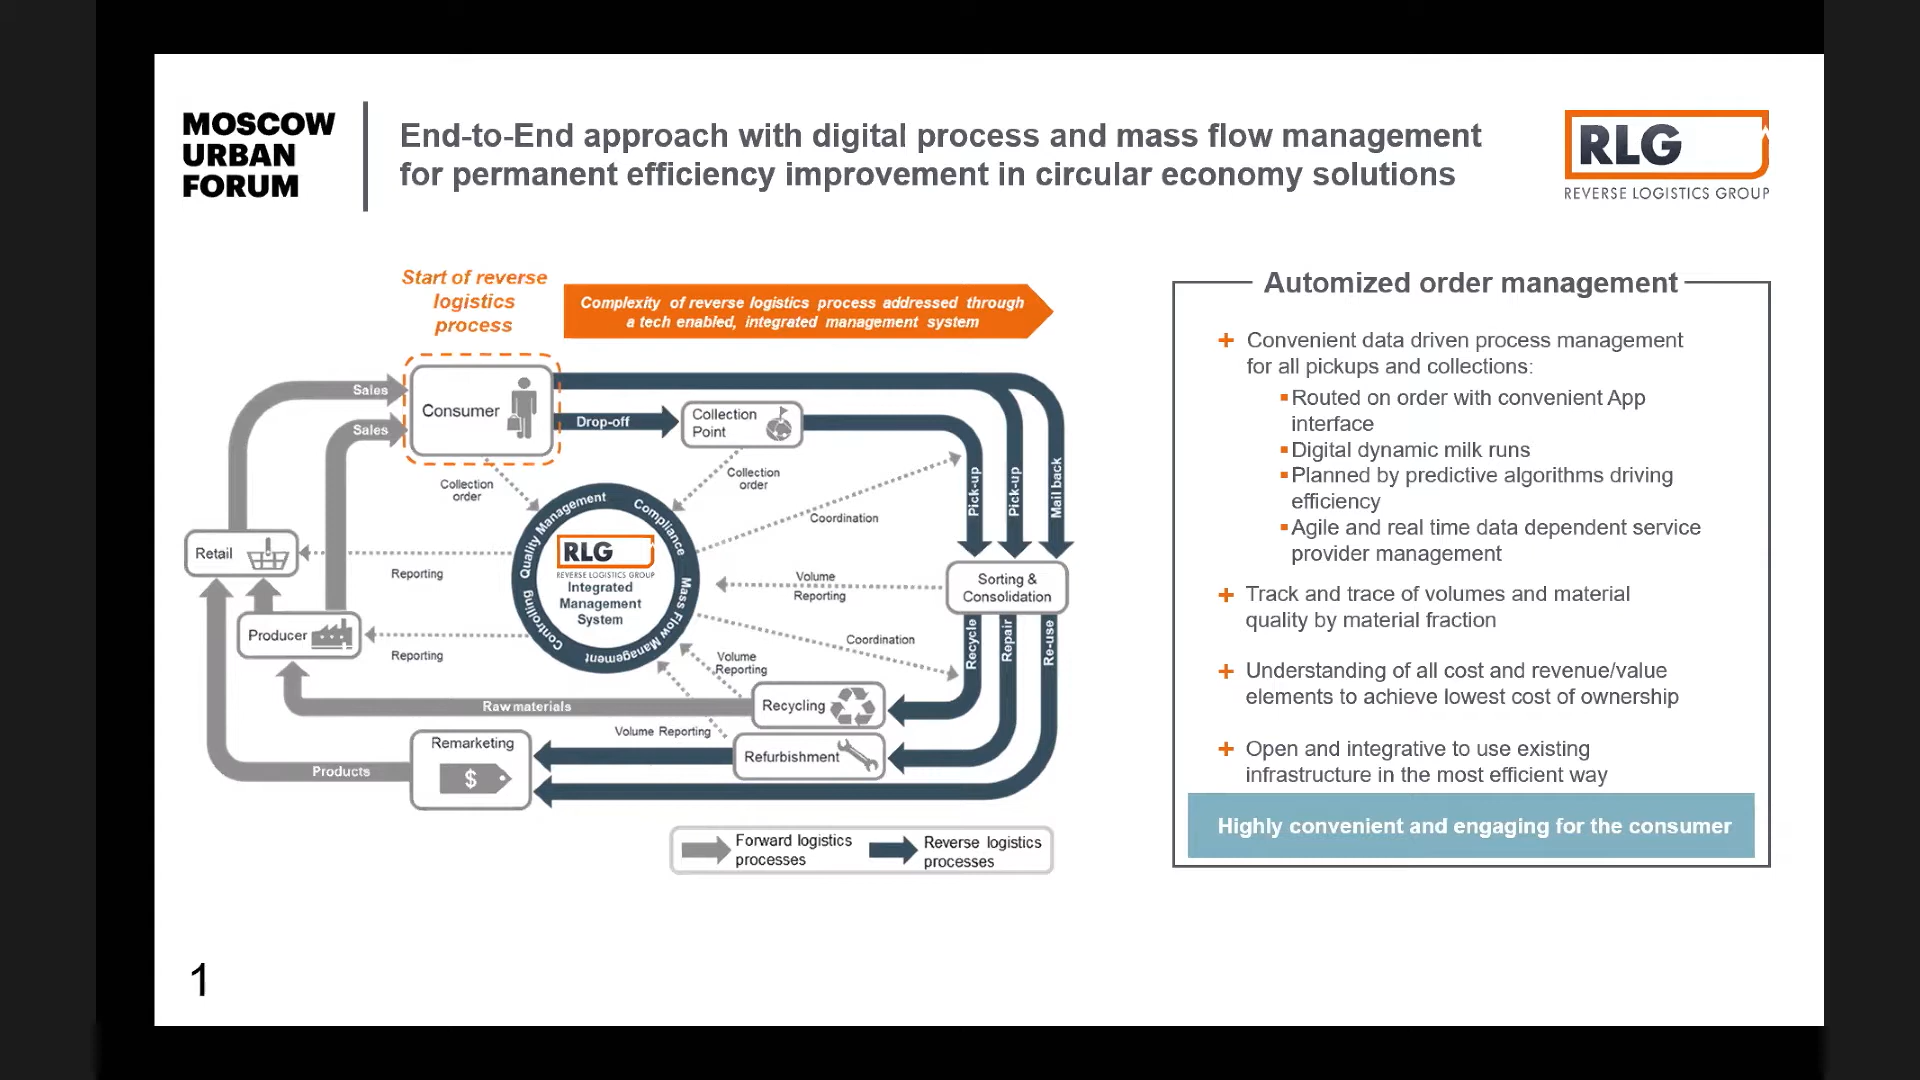 MOSCOW
URBAN
FORUM
End-to-End approach with digital process and mass flow management
for permanent efficiency improvement in circular economy solutions
RLG
REVERSE LOGISTICS GROUP
Start of reverse
logistics
process
Complexity of reverse logistics process addressed through
a tech enabled, integrated management system
Sales
Sales
Consumer
Drop-off
Collection
Point
Collection
order
Collection
order
Coordination
Pick-up
Pick-up
Mail back
Retail
Reporting
Quality Management
Compliance
Mass Flow Management
Controlling
RLG
REVERSE LOGISTICS GROUP
Integrated
Management
System
Volume
Reporting
Sorting &
Consolidation
Producer
Reporting
Coordination
Recycle
Repair
Re-use
Volume
Reporting
Raw materials
Recycling
Volume Reporting
Remarketing
$
Refurbishment
Products
Forward logistics
processes
Reverse logistics
processes
Automized order management
+ Convenient data driven process management
for all pickups and collections:
▪Routed on order with convenient App
interface
▪Digital dynamic milk runs
▪Planned by predictive algorithms driving
efficiency
▪Agile and real time data dependent service
provider management
+ Track and trace of volumes and material
quality by material fraction
+ Understanding of all cost and revenue/value
elements to achieve lowest cost of ownership
+ Open and integrative to use existing
infrastructure in the most efficient way
Highly convenient and engaging for the consumer
1